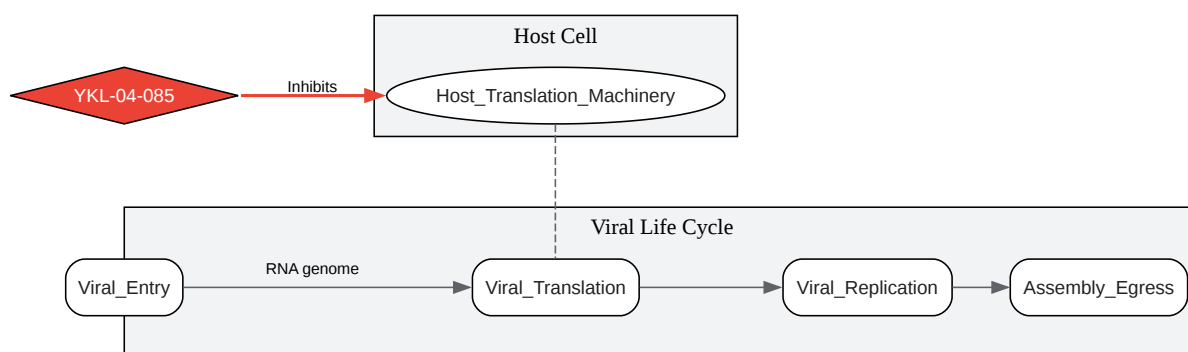 Host Cell
YKL-04-085
Inhibits
Host_Translation_Machinery
Viral Life Cycle
Viral_Entry
RNA genome
Viral_Translation
Viral_Replication
Assembly_Egress